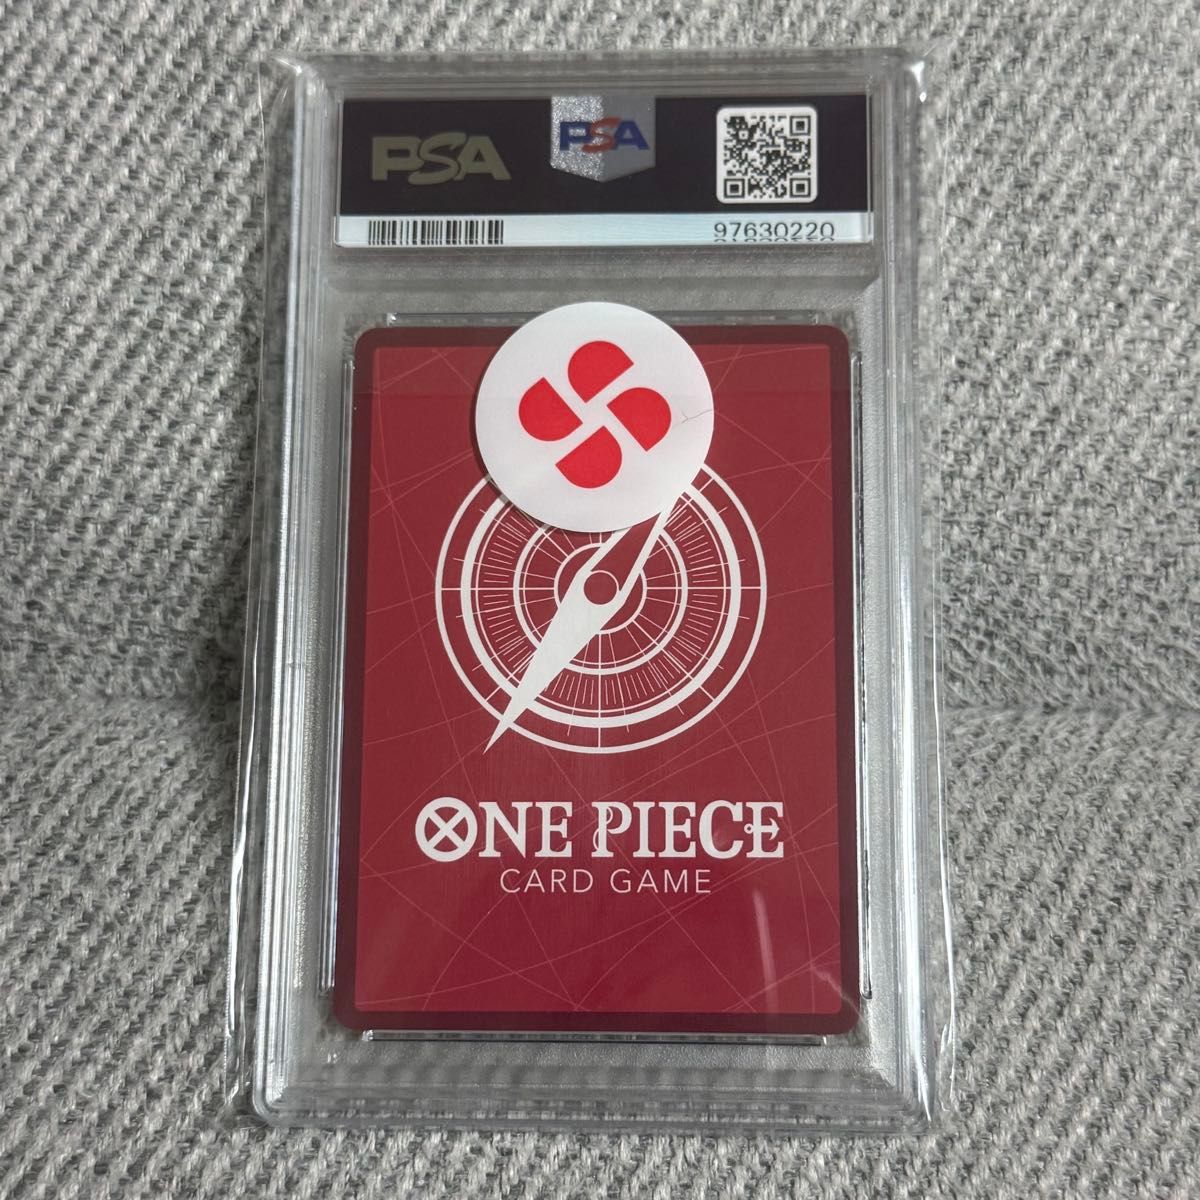 PSA
PSA
97630220
ONE PIECE
CARD GAME